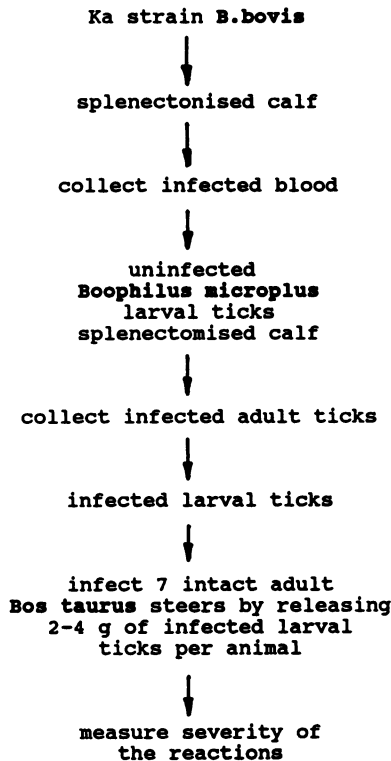 Ka strain B.bovis
splenectonised calf
collect infected blood
uninfected
Boophilus microplus
larval ticks
splenectomised calf
collect infected adult ticks
infected larval ticks
infect 7 intact adult
Bos taurus steers by releasing
2-4 g of infected larval
ticks per animal
measure severity of
the reactions